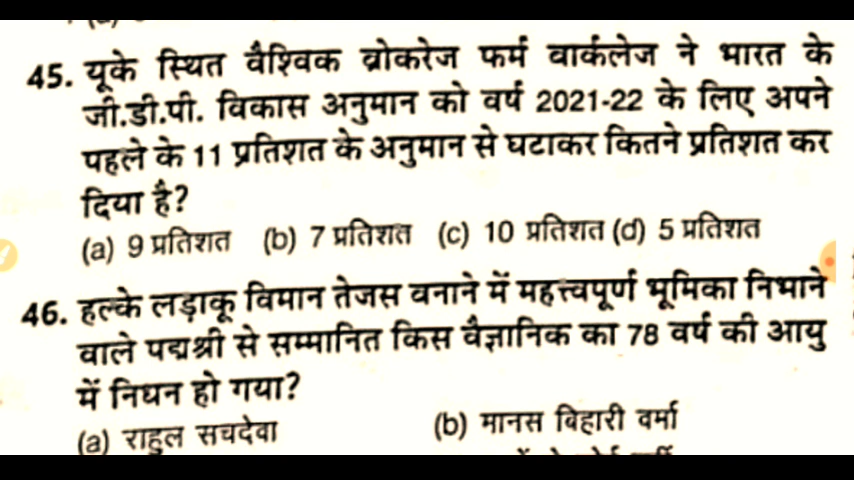 45. यूके स्थित वैश्विक ब्रोकरेज फर्म बार्कलेज ने भारत के
जी.डी.पी. विकास अनुमान को वर्ष 2021-22 के लिए अपने
पहले के 11 प्रतिशत के अनुमान से घटाकर कितने प्रतिशत कर
दिया है?
(a) 9 प्रतिशत (b) 7 प्रतिशत (c) 10 प्रतिशत (d) 5 प्रतिशत
46. हल्के लड़ाकू विमान तेजस बनाने में महत्त्वपूर्ण भूमिका निभाने
वाले पद्मश्री से सम्मानित किस वैज्ञानिक का 78 वर्ष की आयु
में निधन हो गया?
(a) राहुल सचदेवा (b) मानस बिहारी वर्मा